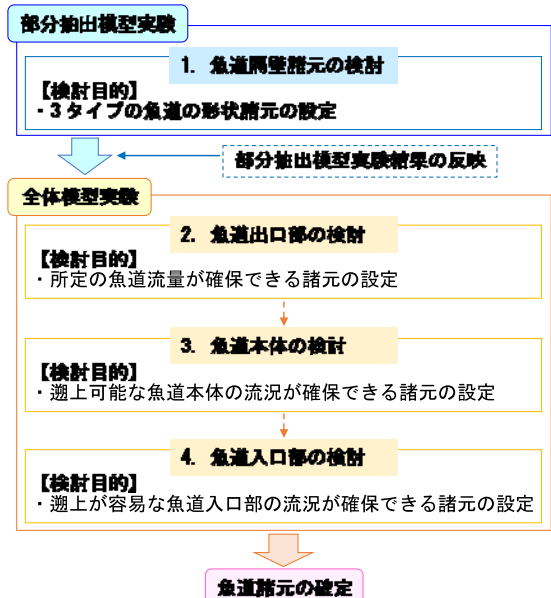 部分抽出模型実験
1. 魚道隔壁諸元の検討
【検討目的】
・3タイプの魚道の形状諸元の設定
部分抽出模型実験結果の反映
全体模型実験
2. 魚道出口部の検討
【検討目的】
・所定の魚道流量が確保できる諸元の設定
3. 魚道本体の検討
【検討目的】
・遡上可能な魚道本体の流況が確保できる諸元の設定
4. 魚道入口部の検討
【検討目的】
・遡上が容易な魚道入口部の流況が確保できる諸元の設定
魚道諸元の確定